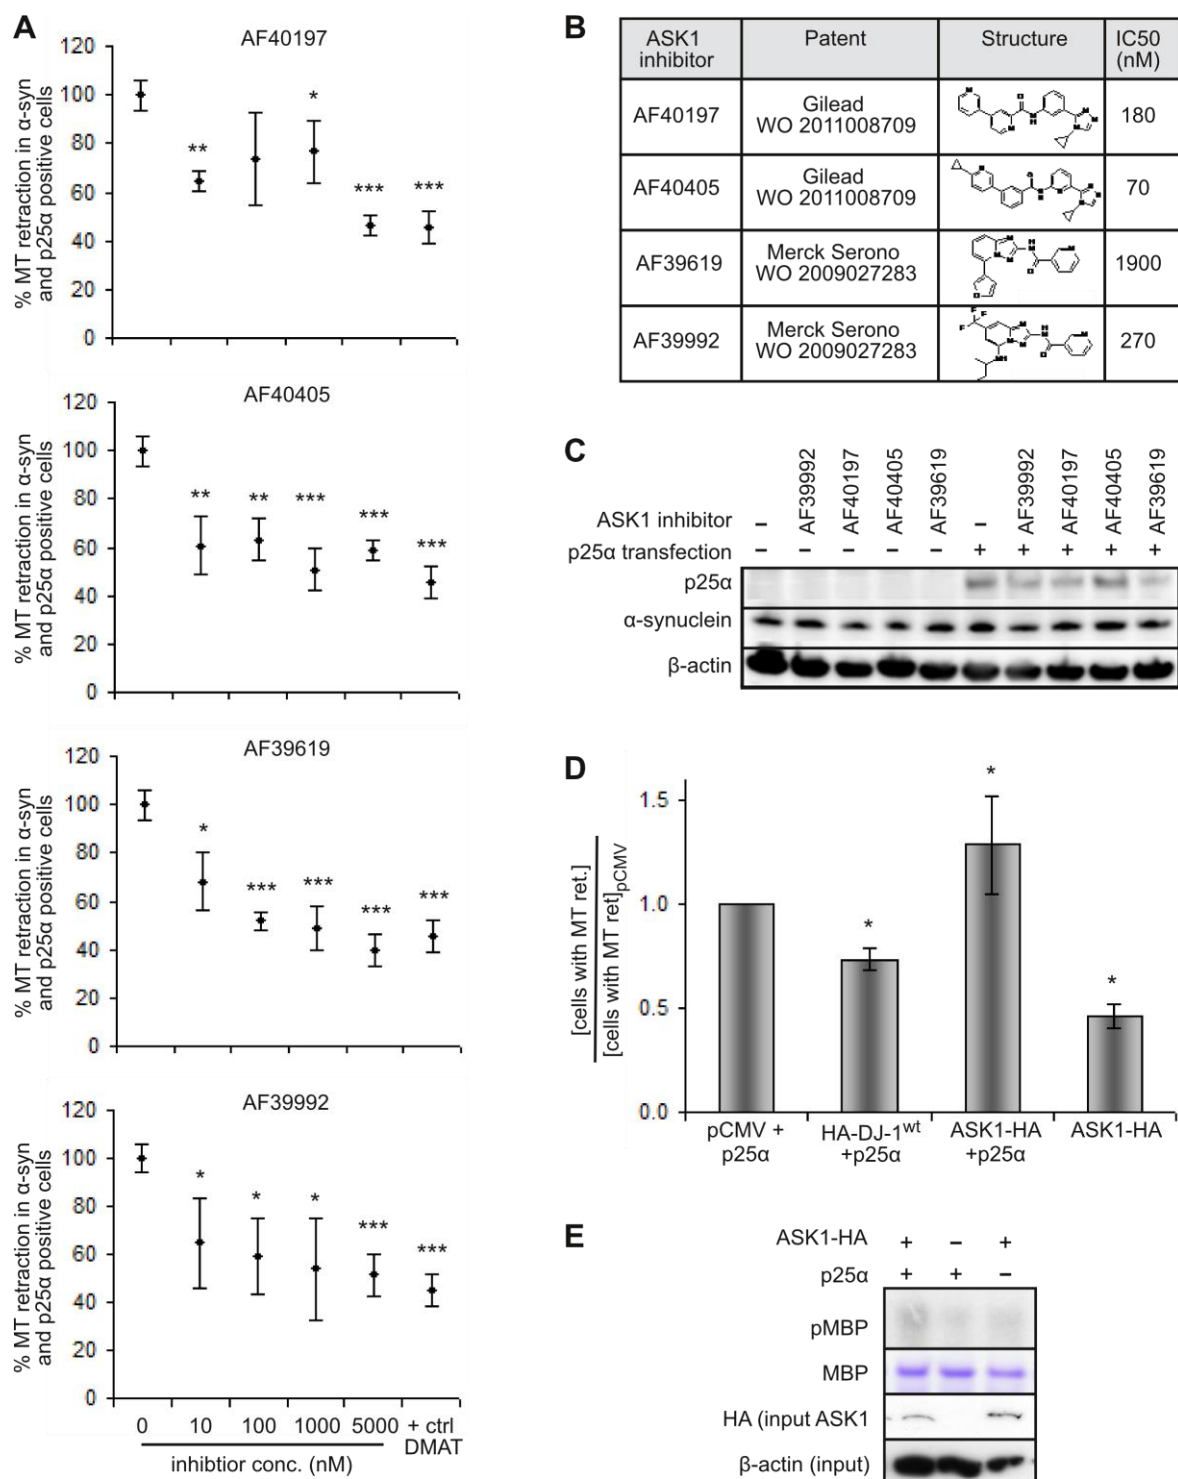 A
AF40197
% MT retraction in α-syn
and p25α positive cells
120
100
80
60
40
20
0
**
*
***
***
AF40405
% MT retraction in α-syn
and p25α positive cells
120
100
80
60
40
20
0
**
**
***
***
***
AF39619
% MT retraction in α-syn
and p25α positive cells
120
100
80
60
40
20
0
*
***
***
***
***
AF39992
% MT retraction in α-syn
and p25α positive cells
120
100
80
60
40
20
0
*
*
*
***
***
0 10 100 1000 5000 + ctrl
DMAT
inhibtior conc. (nM)
B
ASK1 inhibitor Patent Structure IC50 (nM)
AF40197 Gilead WO 2011008709 180
AF40405 Gilead WO 2011008709 70
AF39619 Merck Serono WO 2009027283 1900
AF39992 Merck Serono WO 2009027283 270
C
ASK1 inhibitor – AF39992 AF40197 AF40405 AF39619 – AF39992 AF40197 AF40405 AF39619
p25α transfection – – – – – + + + + +
p25α
α-synuclein
β-actin
D
[cells with MT ret.]
[cells with MT ret]pCMV
1.5
1.0
0.5
0.0
*
*
*
pCMV + p25α
HA-DJ-1wt +p25α
ASK1-HA +p25α
ASK1-HA
E
ASK1-HA + – +
p25α + + –
pMBP
MBP
HA (input ASK1
β-actin (input)